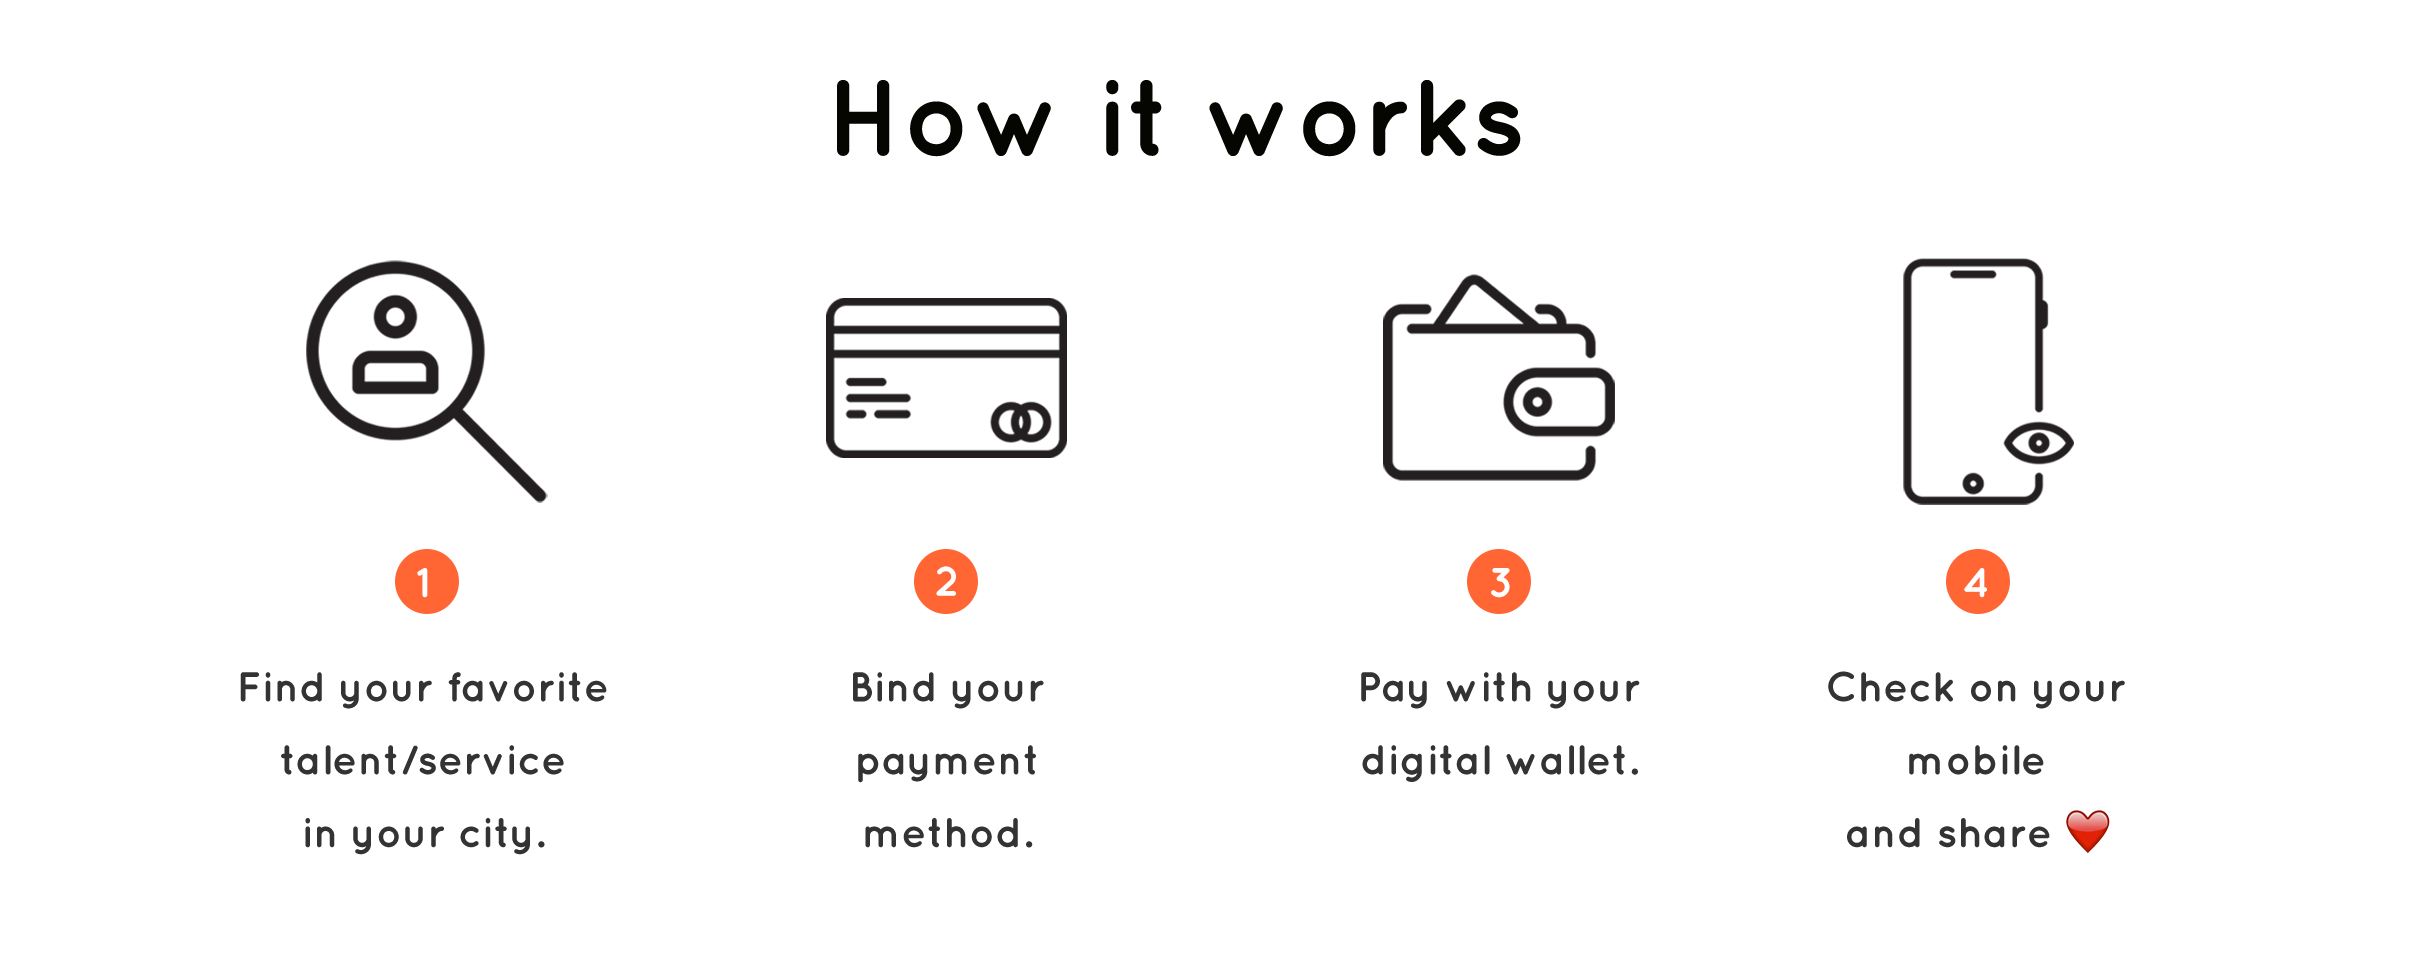 How it works
1
Find your favorite
talent/service
in your city.
2
Bind your
payment
method.
3
Pay with your
digital wallet.
4
Check on your
mobile
and share ❤️